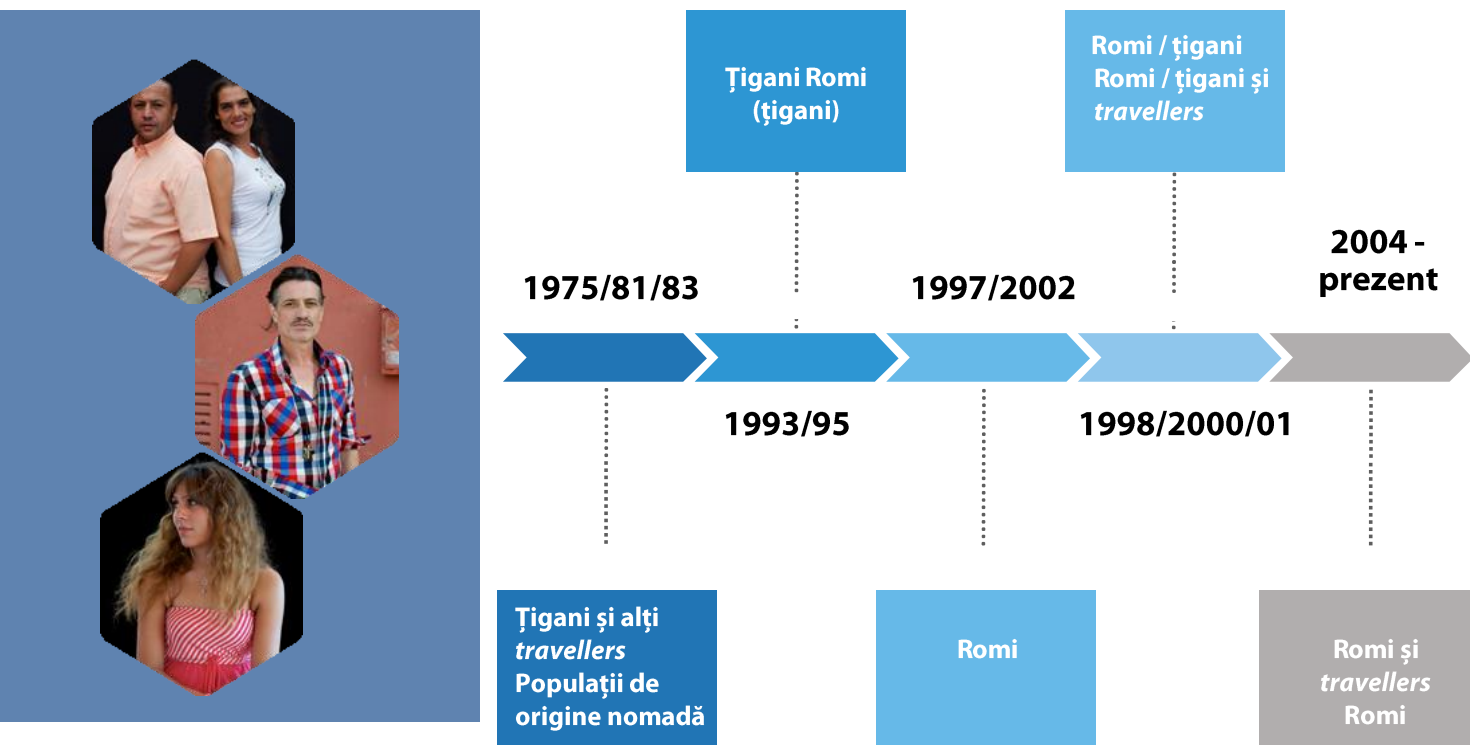 Țigani Romi
(țigani)
Romi / țigani
Romi / țigani și
travellers
1975/81/83
1997/2002
2004 -
prezent
1993/95
1998/2000/01
Țigani și alți
travellers
Populații de
origine nomadă
Romi
Romi și
travellers
Romi